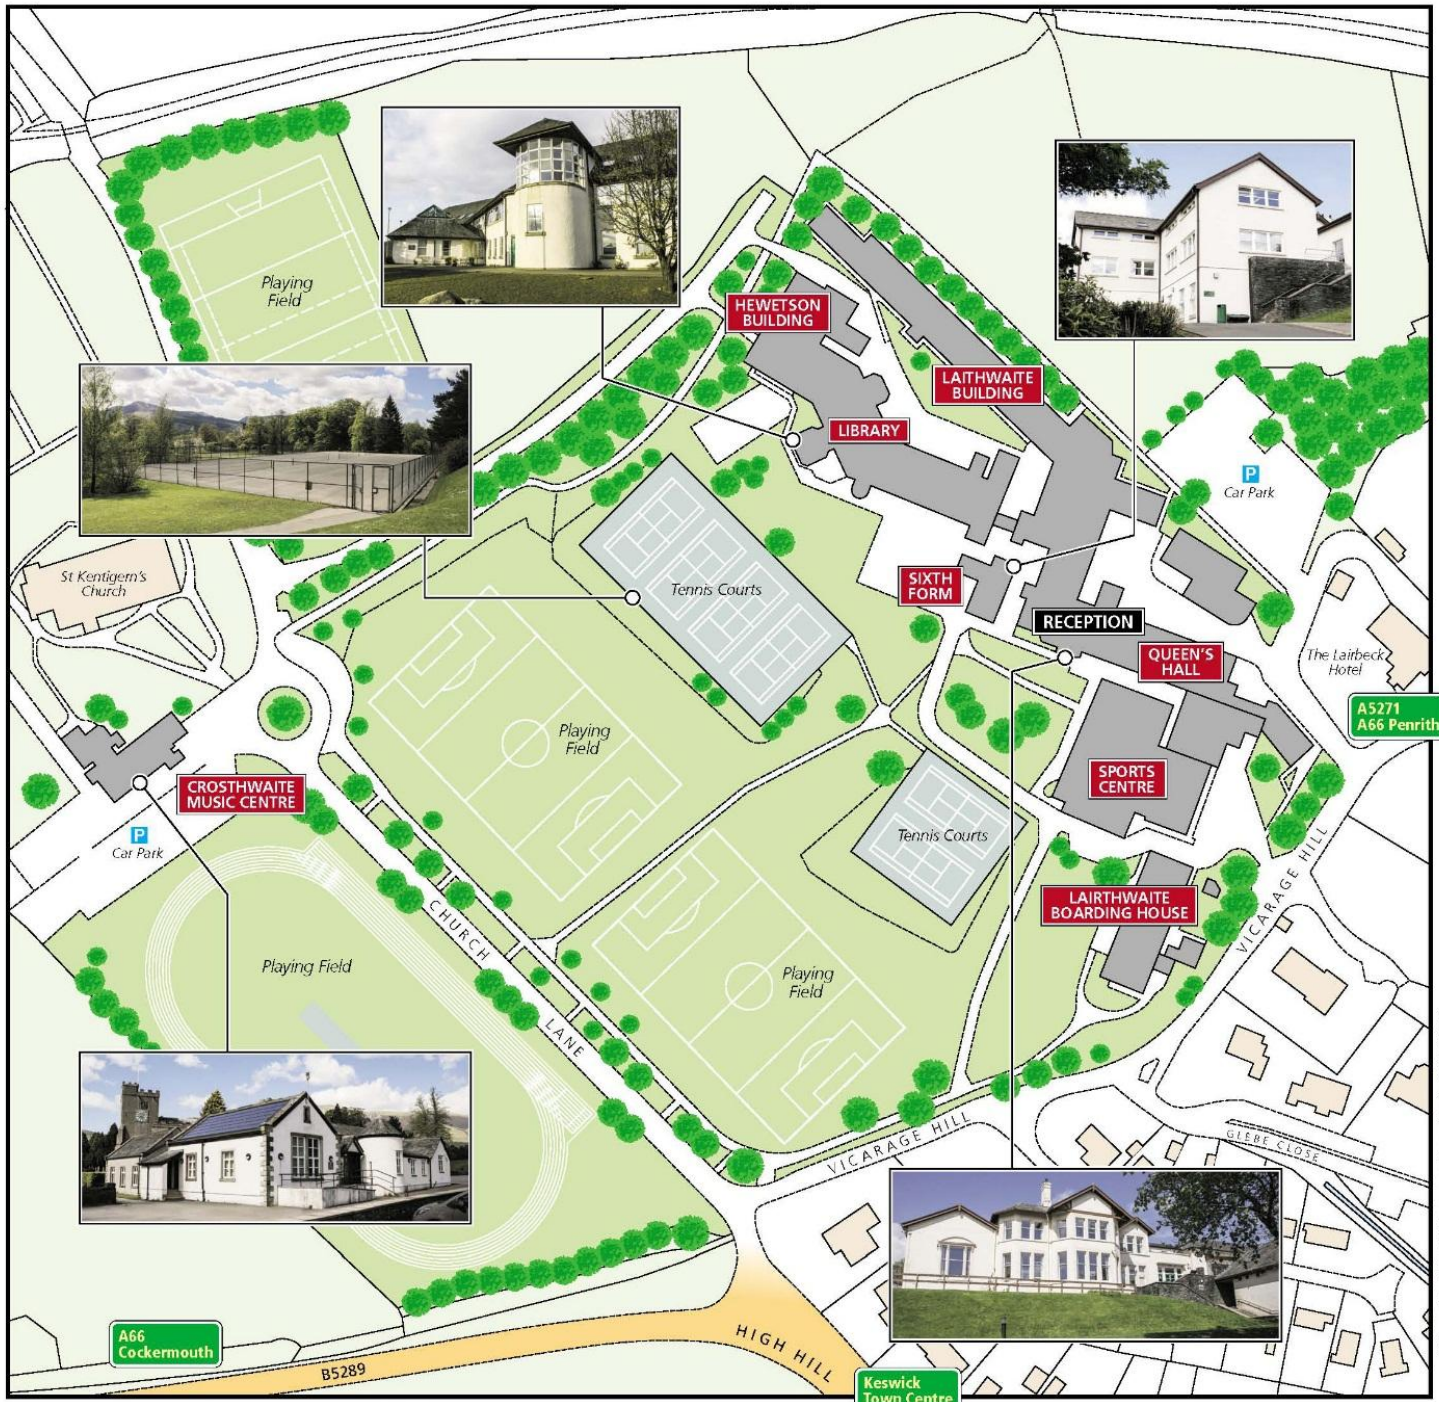 Playing
Field
HEWETSON
BUILDING
LAITHWAITE
BUILDING
LIBRARY
P
Car Park
St Kentigern's
Church
Tennis Courts
SIXTH
FORM
RECEPTION
QUEEN'S
HALL
The Lairbeck
Hotel
A5271
A66 Penrith
Playing
Field
CROSTHWAITE
MUSIC CENTRE
SPORTS
CENTRE
P
Car Park
Tennis Courts
VICARAGE HILL
LAIRTHWAITE
BOARDING HOUSE
CHURCH LANE
Playing Field
Playing
Field
VICARAGE HILL
GLEBE CLOSE
A66
Cockermouth
B5289
HIGH HILL
Keswick
Town Centre